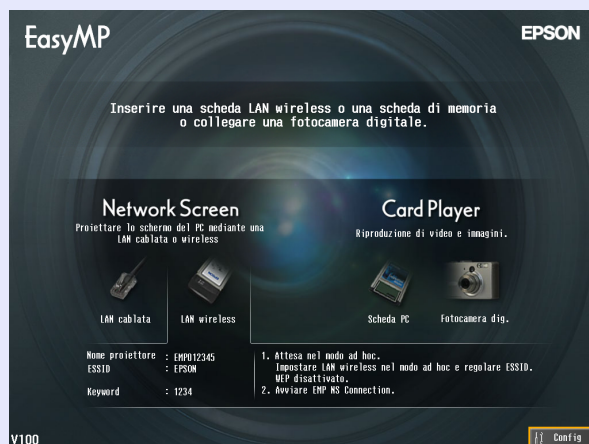 EasyMP
EPSON
Inserire una scheda LAN wireless o una scheda di memoria
o collegare una fotocamera digitale.
Network Screen
Proiettare lo schermo del PC mediante una
LAN cablata o wireless
LAN cablata
LAN wireless
Card Player
Riproduzione di video e immagini.
Scheda PC
Fotocamera dig.
Nome proiettore : EMP012345
ESSID : EPSON
Keyword : 1234
1. Attesa nel modo ad hoc.
Impostare LAN wireless nel modo ad hoc e regolare ESSID.
WEP disattivato.
2. Avviare EMP NS Connection.
V100
Config